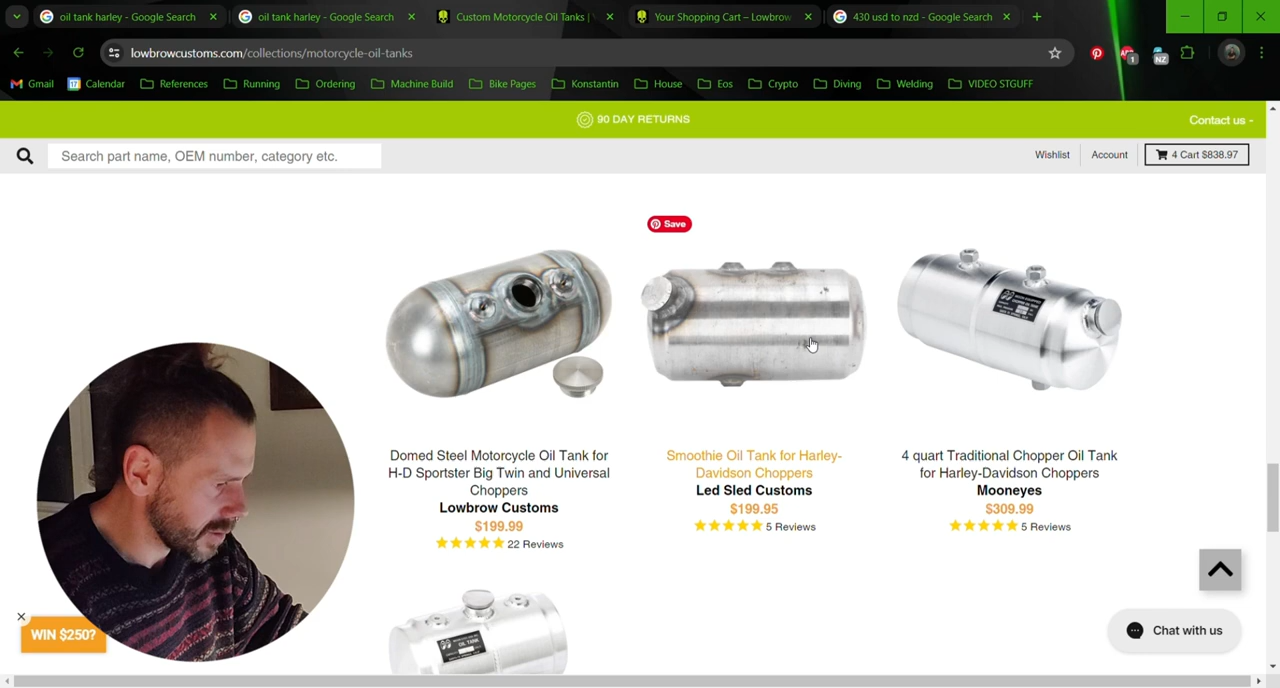 oil tank harley - Google Search
oil tank harley - Google Search
Custom Motorcycle Oil Tanks |
Your Shopping Cart – Lowbrow
430 usd to nzd - Google Search
lowbrowcustoms.com/collections/motorcycle-oil-tanks
1
NZ
Gmail
Calendar
References
Running
Ordering
Machine Build
Bike Pages
Konstantin
House
Eos
Crypto
Diving
Welding
VIDEO STGUFF
90 DAY RETURNS
Contact us -
Search part name, OEM number, category etc.
Wishlist
Account
4 Cart $838.97
Save
Domed Steel Motorcycle Oil Tank for
H-D Sportster Big Twin and Universal
Choppers
Lowbrow Customs
$199.99
22 Reviews
Smoothie Oil Tank for Harley-
Davidson Choppers
Led Sled Customs
$199.95
5 Reviews
4 quart Traditional Chopper Oil Tank
for Harley-Davidson Choppers
Mooneyes
$309.99
5 Reviews
WIN $250?
OIL TANK
Chat with us